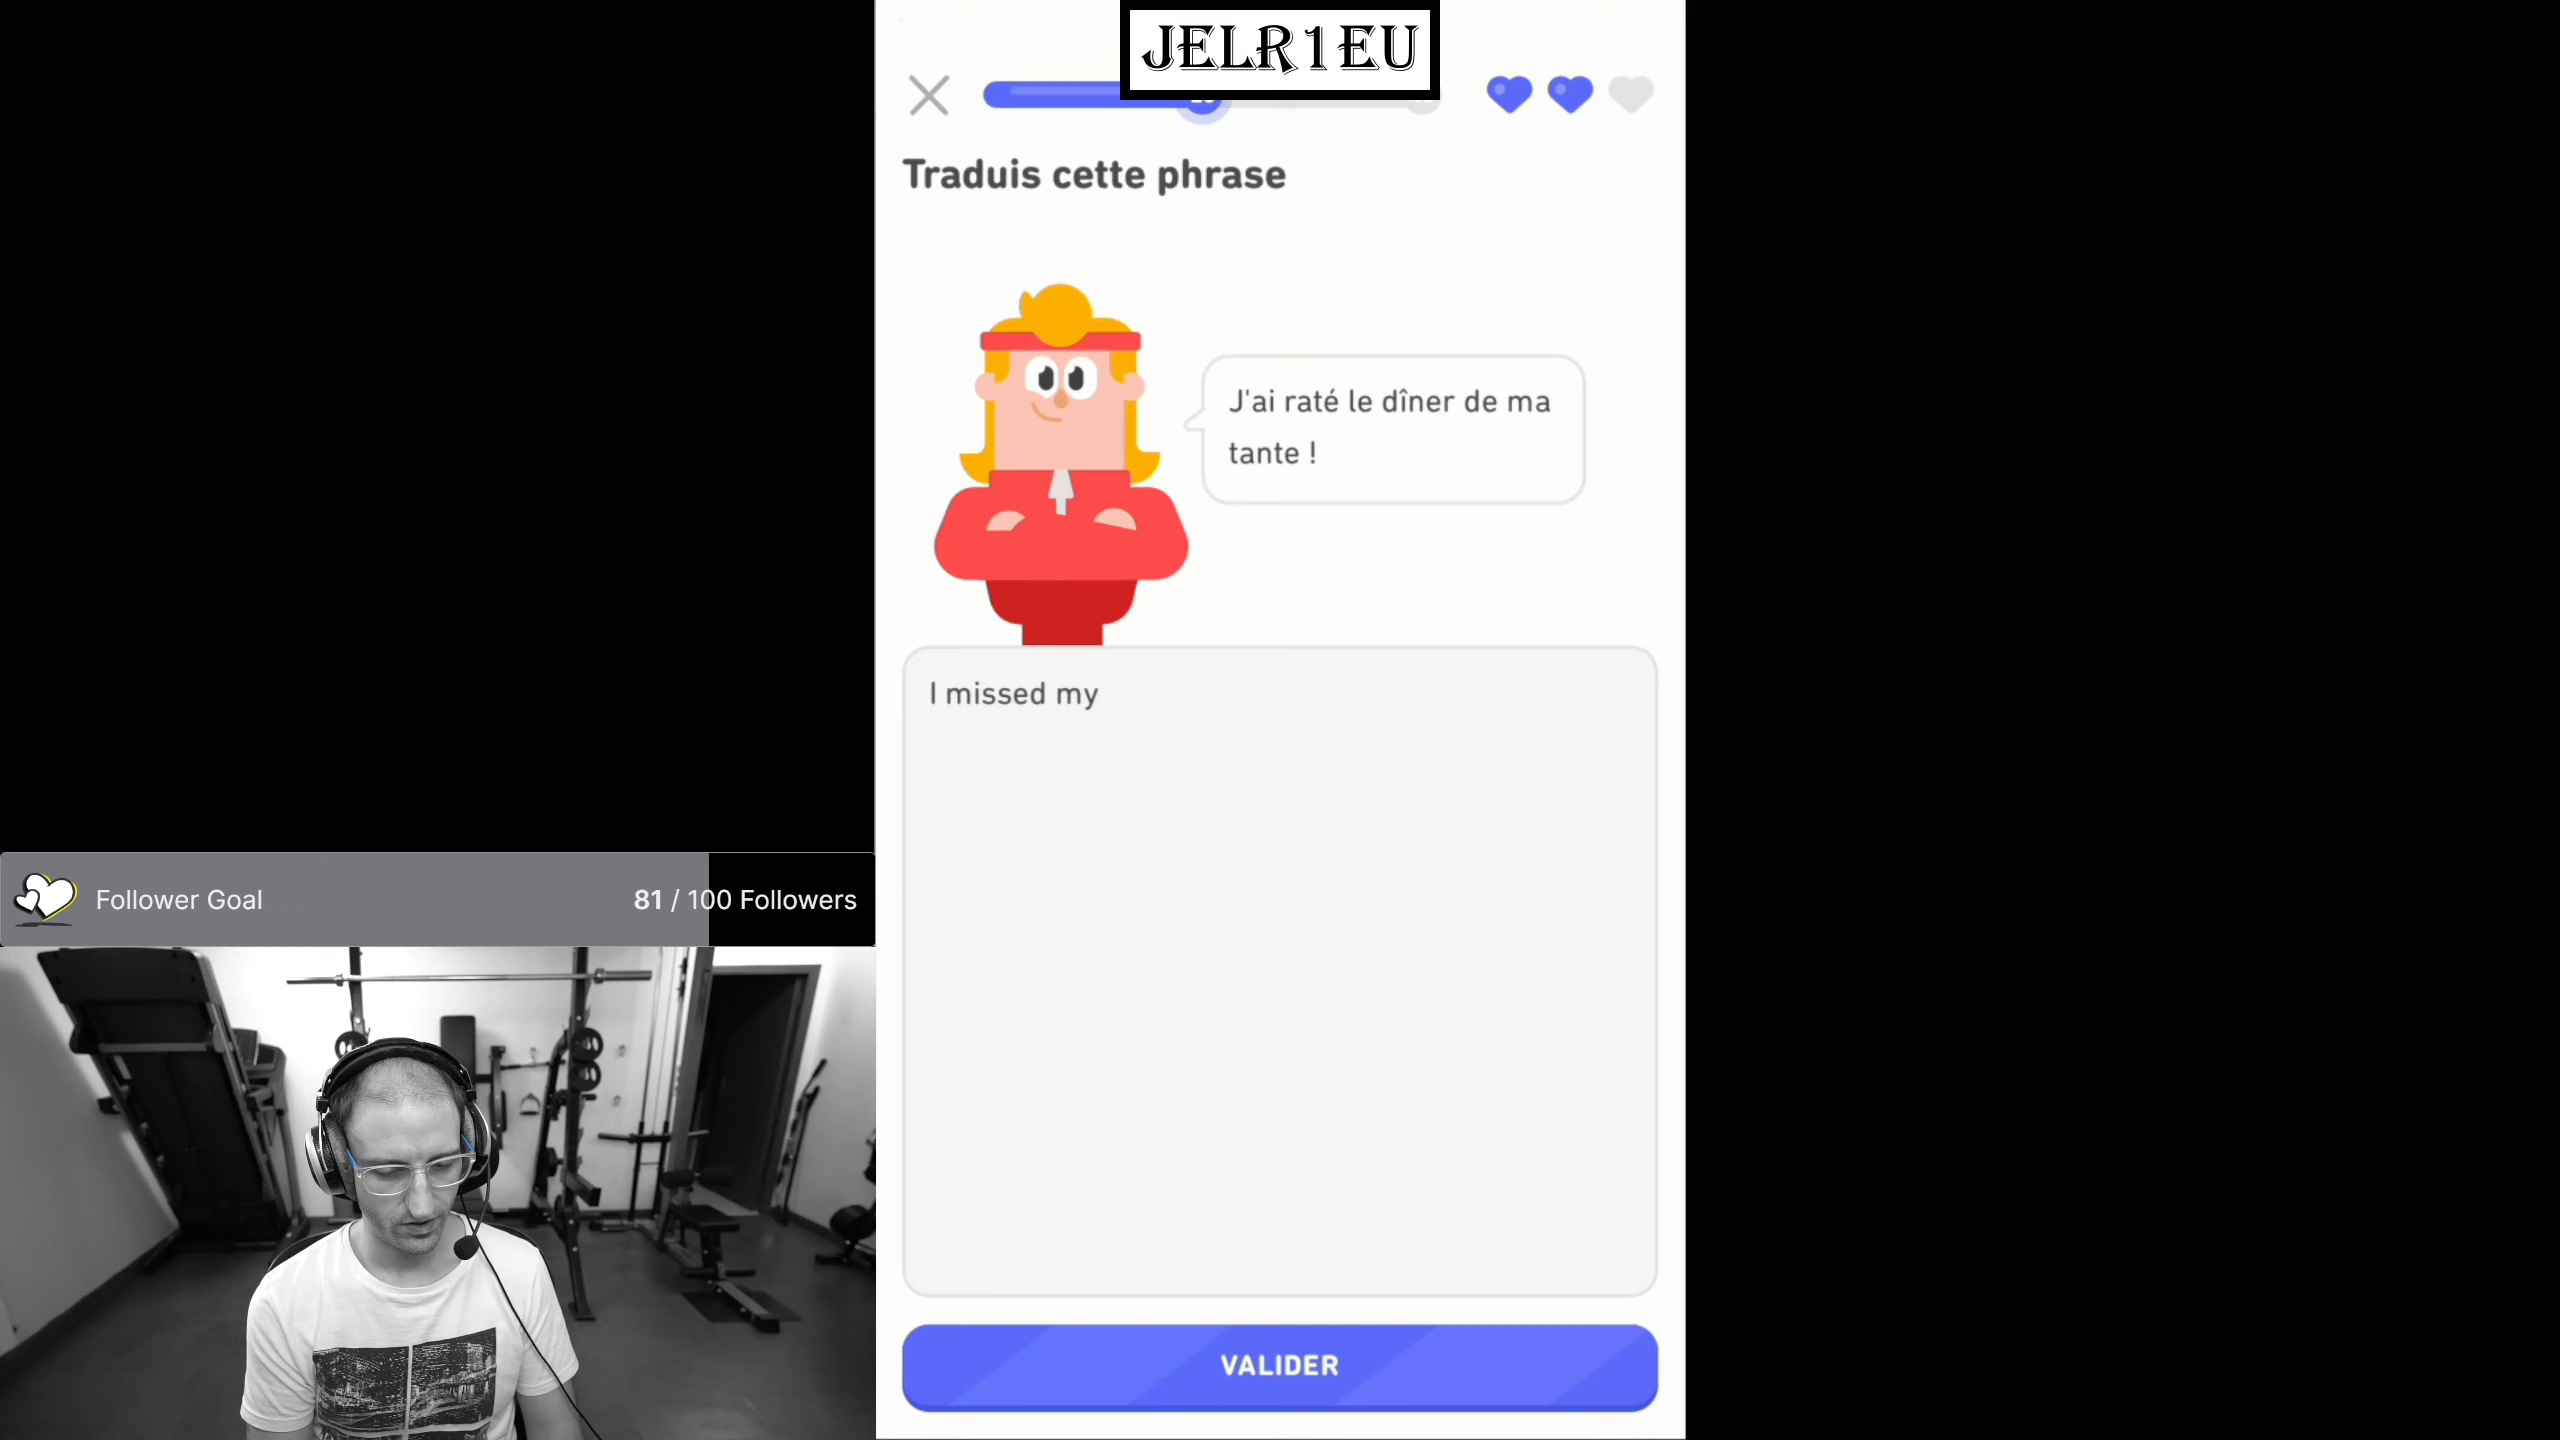 JELR1EU
Traduis cette phrase
J'ai raté le dîner de ma
tante !
I missed my
Follower Goal
81 / 100 Followers
VALIDER